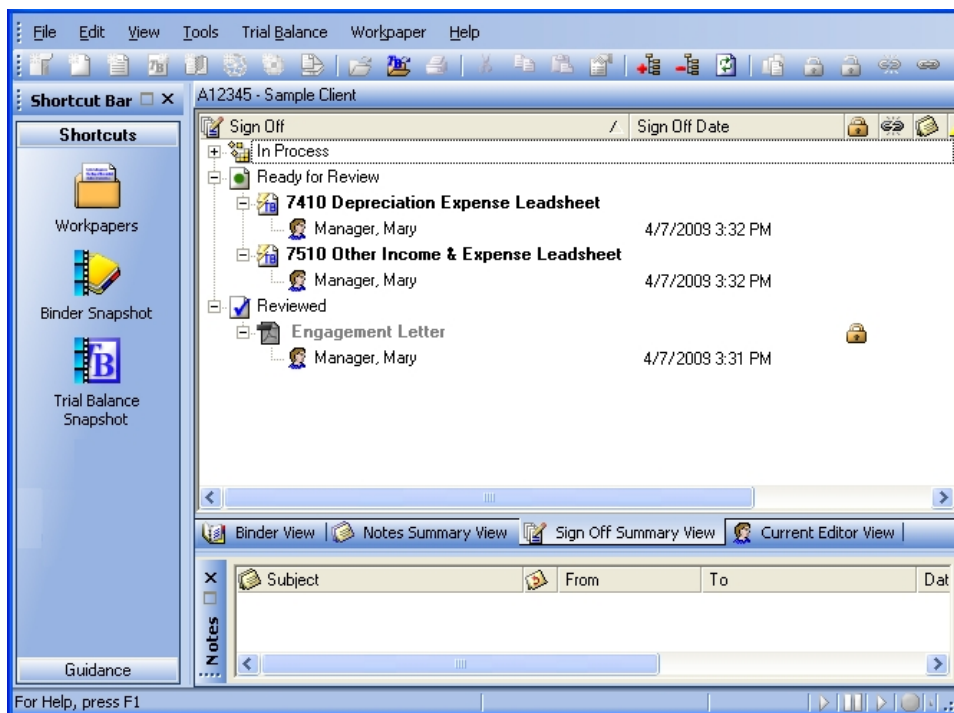 File Edit View Tools Trial Balance Workpaper Help
Shortcut Bar
A12345 - Sample Client
Shortcuts
Sign Off Sign Off Date
In Process
Ready for Review
7410 Depreciation Expense Leadsheet
Workpapers
Manager, Mary 4/7/2009 3:32 PM
7510 Other Income & Expense Leadsheet
Manager, Mary 4/7/2009 3:32 PM
Binder Snapshot
Reviewed
Engagement Letter
Manager, Mary 4/7/2009 3:31 PM
Trial Balance
Snapshot
Binder View Notes Summary View Sign Off Summary View Current Editor View
Subject From To Dat
Notes
Guidance
For Help, press F1